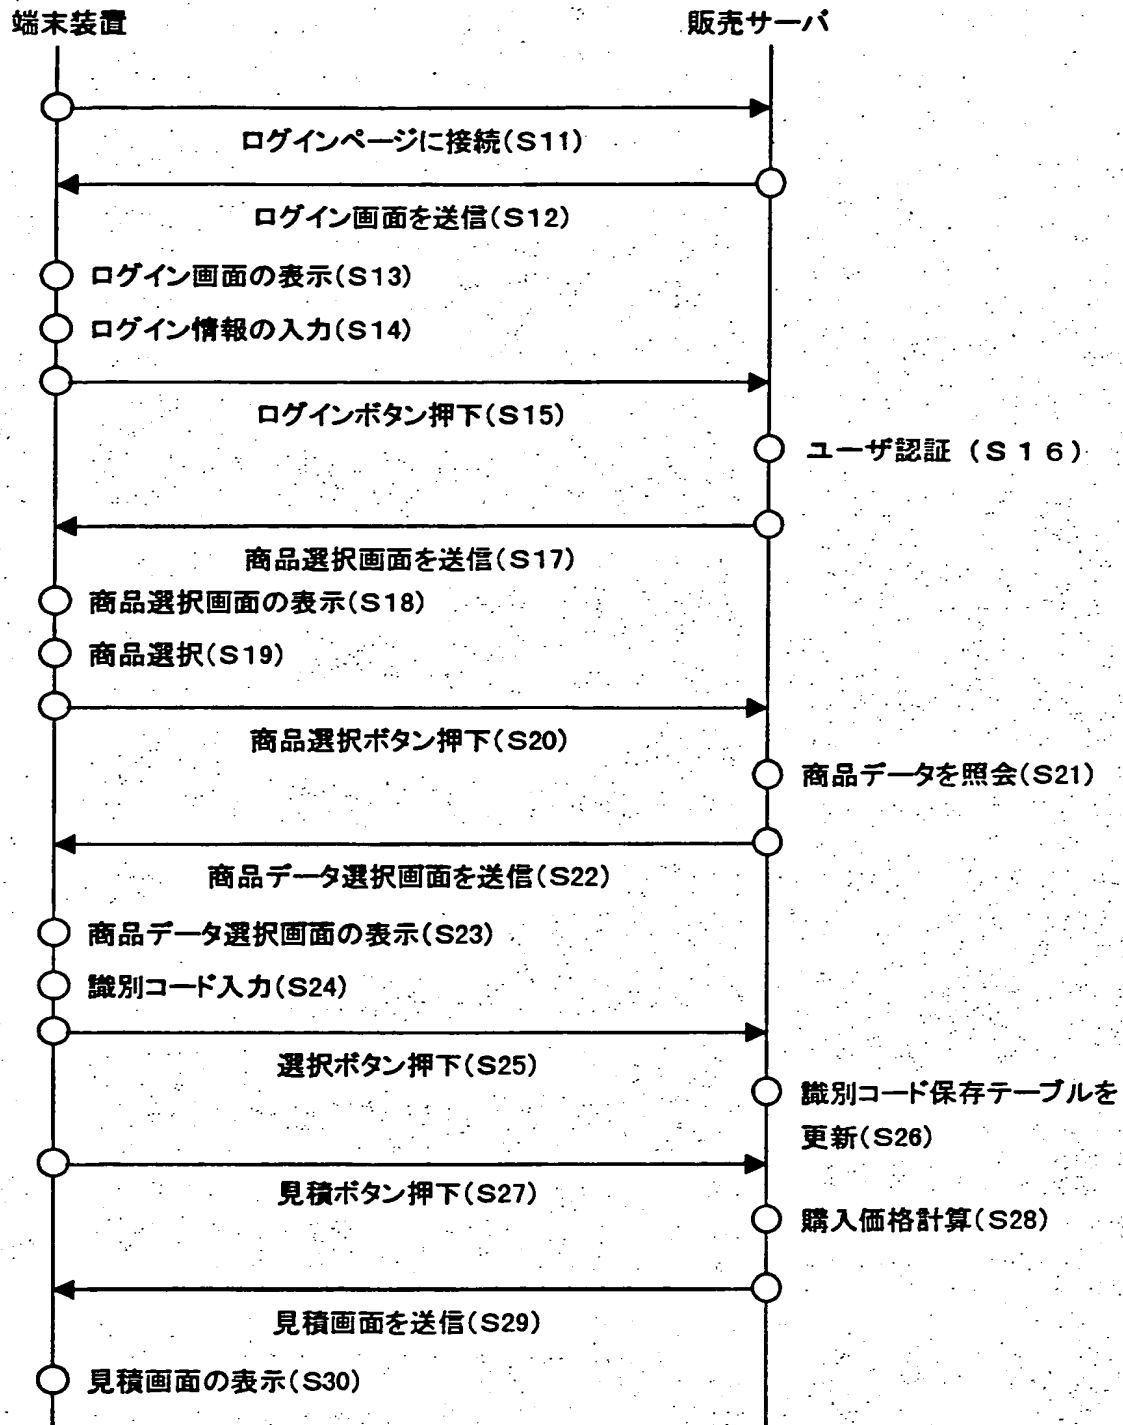 端末装置
販売サーバ
ログインページに接続(S11)
ログイン画面を送信(S12)
ログイン画面の表示(S13)
ログイン情報の入力(S14)
ログインボタン押下(S15)
ユーザ認証(S16)
商品選択画面を送信(S17)
商品選択画面の表示(S18)
商品選択(S19)
商品選択ボタン押下(S20)
商品データを照会(S21)
商品データ選択画面を送信(S22)
商品データ選択画面の表示(S23)
識別コード入力(S24)
選択ボタン押下(S25)
識別コード保存テーブルを
更新(S26)
見積ボタン押下(S27)
購入価格計算(S28)
見積画面を送信(S29)
見積画面の表示(S30)